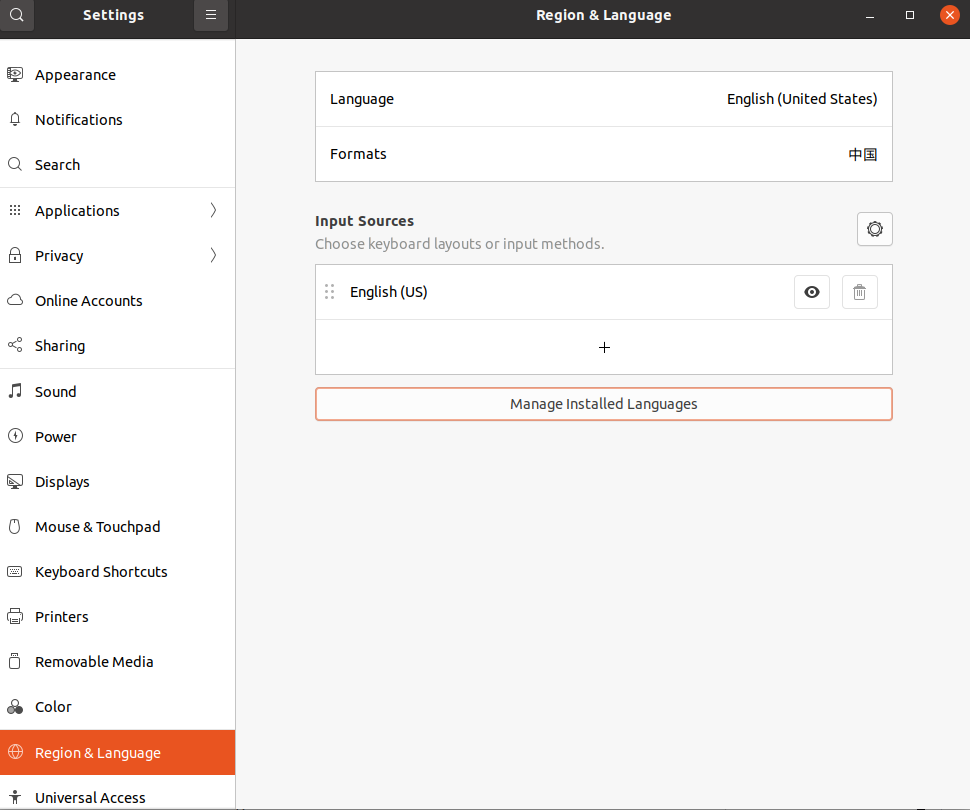 Settings
Region & Language
Appearance
Notifications
Search
Applications
Privacy
Online Accounts
Sharing
Sound
Power
Displays
Mouse & Touchpad
Keyboard Shortcuts
Printers
Removable Media
Color
Region & Language
Universal Access
Language English (United States)
Formats 中国
Input Sources
Choose keyboard layouts or input methods.
English (US)
Manage Installed Languages